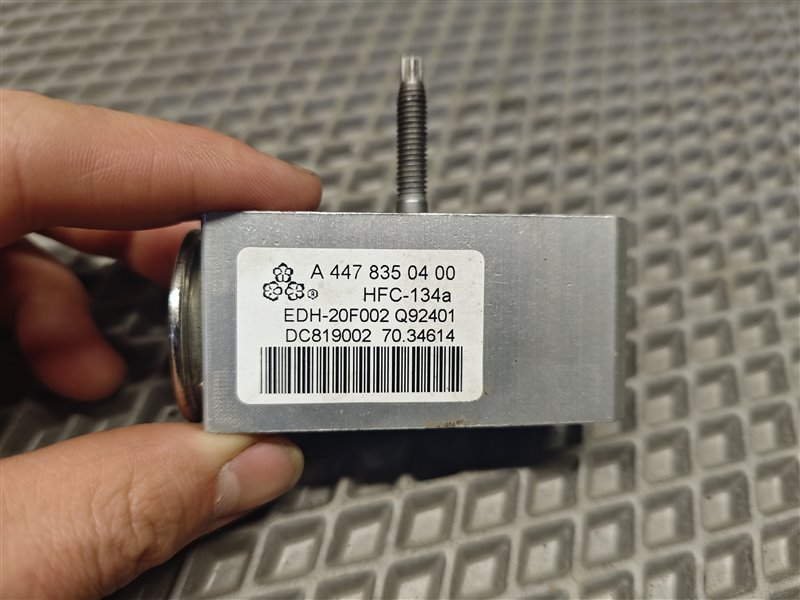 A 447 835 04 00
®
HFC-134a
EDH-20F002 Q92401
DC819002 70.34614